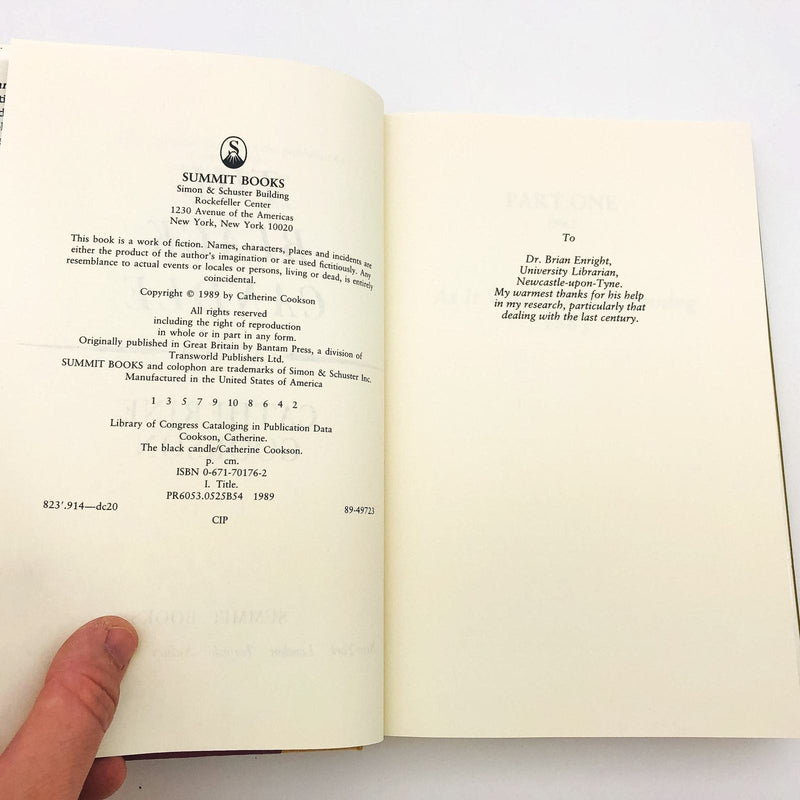 S
SUMMIT BOOKS
Simon & Schuster Building
Rockefeller Center
1230 Avenue of the Americas
New York, New York 10020
This book is a work of fiction. Names, characters, places and incidents are
either the product of the author's imagination or are used fictitiously. Any
resemblance to actual events or locales or persons, living or dead, is entirely
coincidental.
Copyright © 1989 by Catherine Cookson
All rights reserved
including the right of reproduction
in whole or in part in any form.
Originally published in Great Britain by Bantam Press, a division of
Transworld Publishers Ltd.
SUMMIT BOOKS and colophon are trademarks of Simon & Schuster Inc.
Manufactured in the United States of America
1 3 5 7 9 10 8 6 4 2
Library of Congress Cataloging in Publication Data
Cookson, Catherine.
The black candle/Catherine Cookson.
p. cm.
ISBN 0-671-70176-2
I. Title.
PR6053.O525B54 1989
823'.914—dc20 89-49723
CIP
To
Dr. Brian Enright,
University Librarian,
Newcastle-upon-Tyne.
My warmest thanks for his help
in my research, particularly that
dealing with the last century.
PART ONE